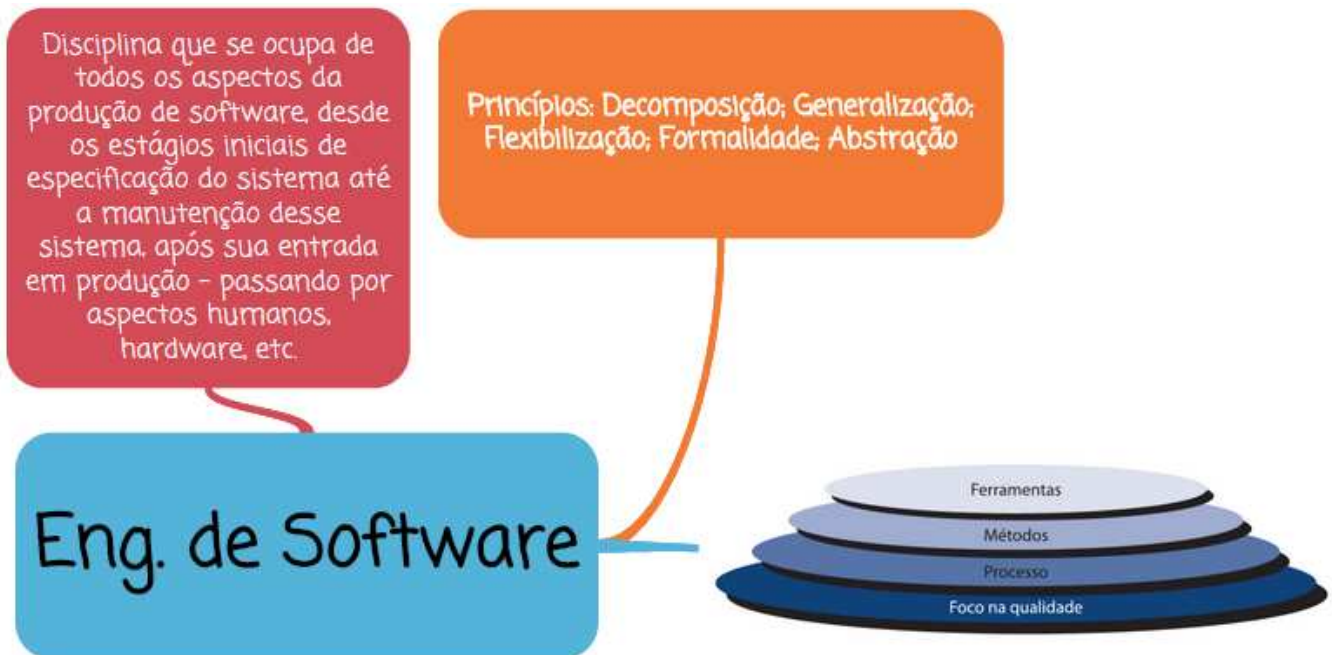 Disciplina que se ocupa de
todos os aspectos da
produção de software, desde
os estágios iniciais de
especificação do sistema até
a manutenção desse
sistema, após sua entrada
em produção - passando por
aspectos humanos,
hardware, etc.
Princípios: Decomposição; Generalização;
Flexibilização; Formalidade; Abstração
Eng. de Software
Ferramentas
Métodos
Processo
Foco na qualidade